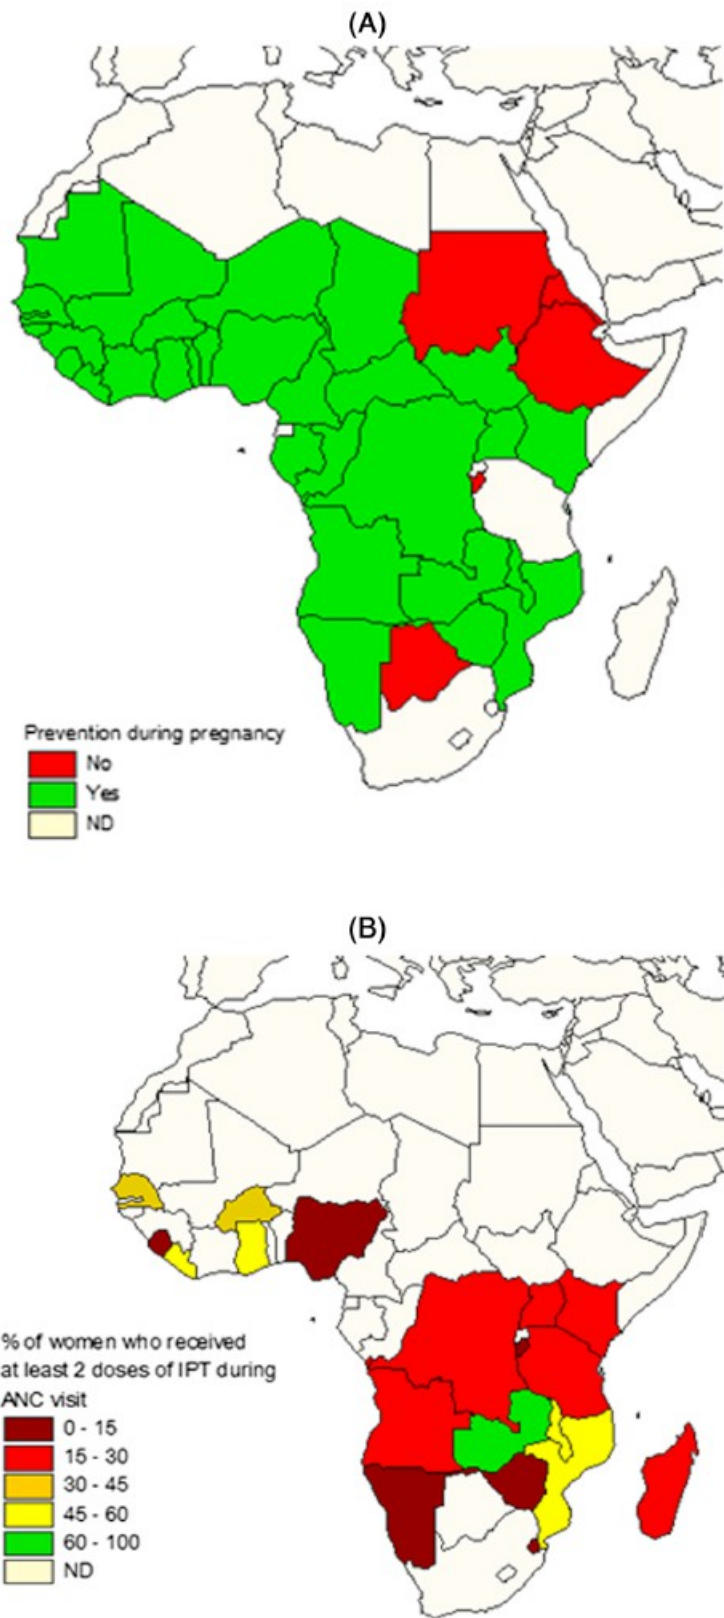 (A)
Prevention during pregnancy
No
Yes
ND
(B)
% of women who received
at least 2 doses of IPT during
ANC visit
0 - 15
15 - 30
30 - 45
45 - 60
60 - 100
ND